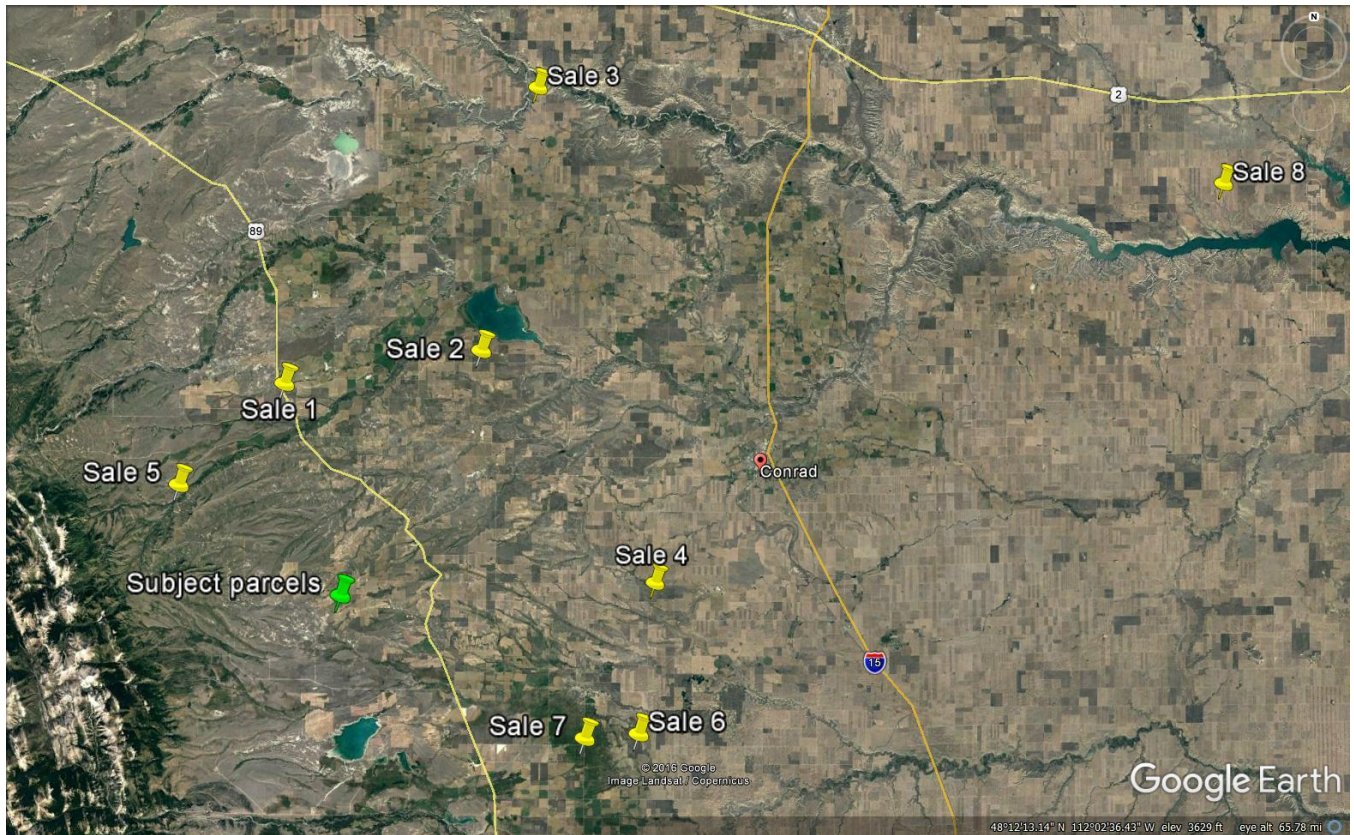 N
Sale 3
2
Sale 8
89
Sale 2
Sale 1
Conrad
Sale 5
Sale 4
Subject parcels
15
Sale 7
Sale 6
© 2016 Google
Image Landsat / Copernicus
Google Earth
48°12'13.14" N 112°02'36.43" W elev 3629 ft eye alt 65.78 mi